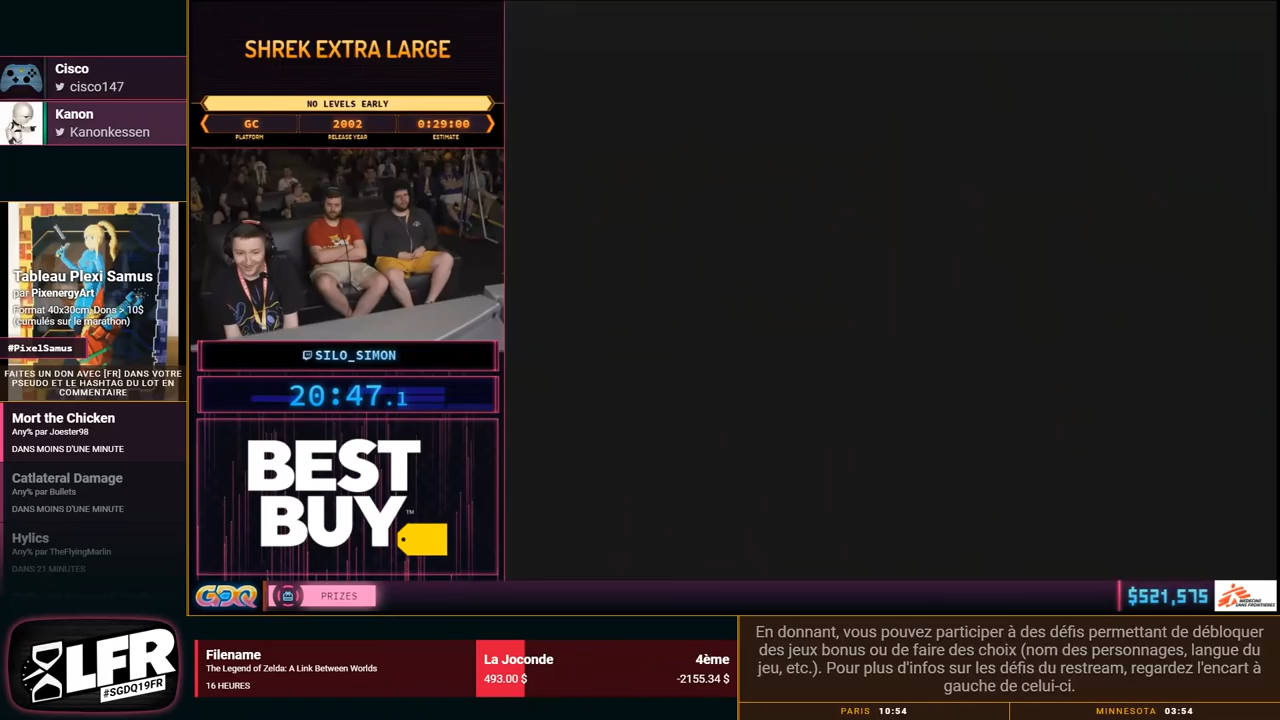 Cisco
cisco147
Kanon
Kanonkessen
Tableau Plexi Samus
par PixenergyArt
Format 40x30cm Dons > 10$
(cumulés sur le marathon)
#PixelSamus
FAITES UN DON AVEC [FR] DANS VOTRE
PSEUDO ET LE HASHTAG DU LOT EN
COMMENTAIRE
Mort the Chicken
Any% par Joester98
DANS MOINS D'UNE MINUTE
Catlateral Damage
Any% par Bullets
DANS MOINS D'UNE MINUTE
Hylics
Any% par TheFlyingMarlin
DANS 21 MINUTES
LFR
#SGDQ19FR
SHREK EXTRA LARGE
NO LEVELS EARLY
GC 2002 0:29:00
PLATFORM RELEASE YEAR ESTIMATE
SILO_SIMON
20:47.1
BEST
BUY™
GDQ PRIZES $521,575 MEDECINS
SANS FRONTIERES
Filename
The Legend of Zelda: A Link Between Worlds
16 HEURES
La Joconde 4ème
493.00 $ -2155.34 $
En donnant, vous pouvez participer à des défis permettant de débloquer
des jeux bonus ou de faire des choix (nom des personnages, langue du
jeu, etc.). Pour plus d'infos sur les défis du restream, regardez l'encart à
gauche de celui-ci.
PARIS 10:54 MINNESOTA 03:54